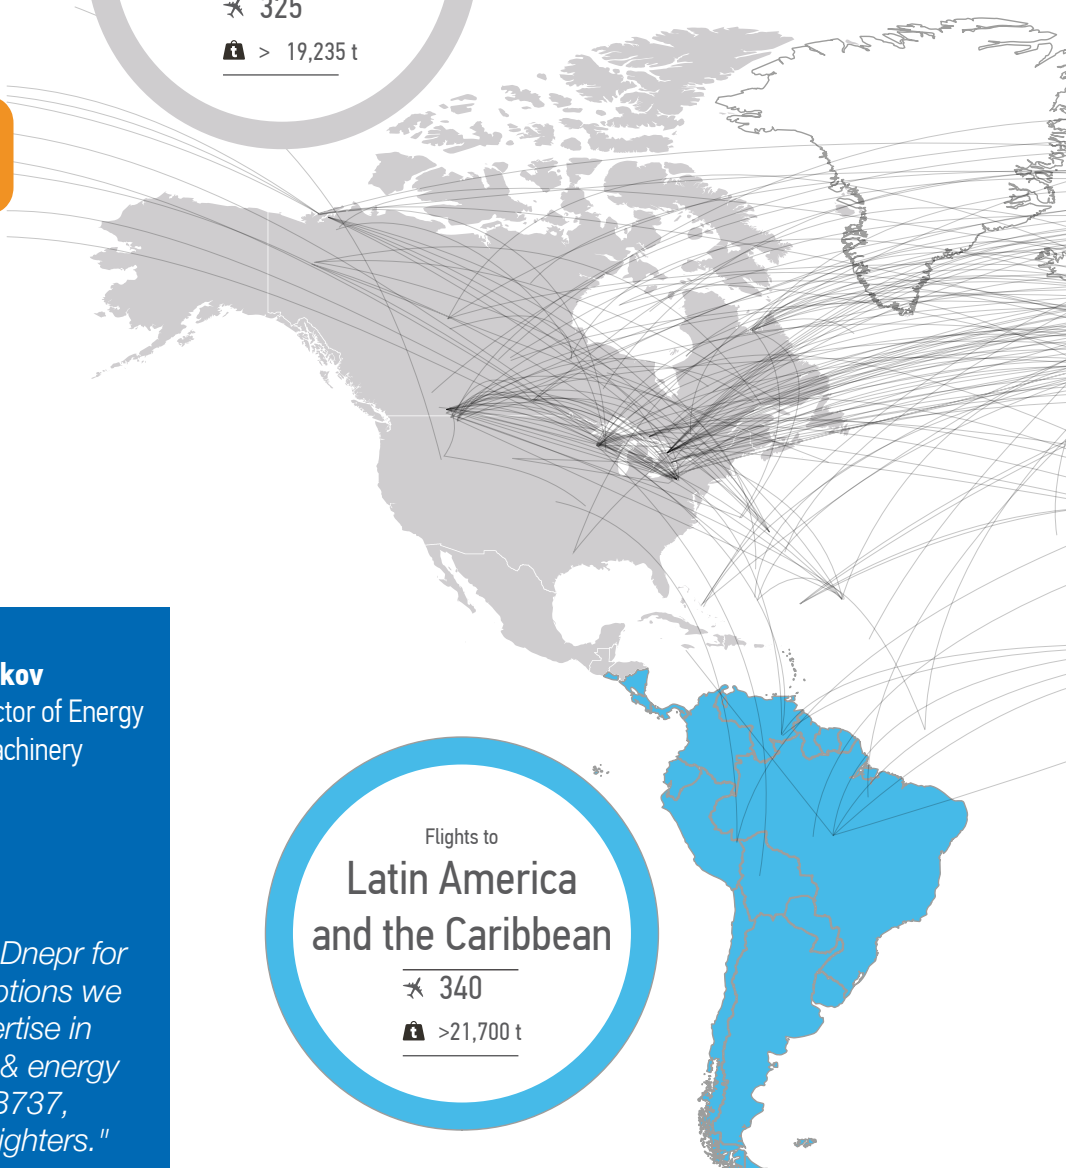 325
> 19,235 t
kov
ctor of Energy
achinery
Flights to
Latin America
and the Caribbean
340
>21,700 t
Dnepr for
ptions we
ertise in
& energy
3737,
ighters."